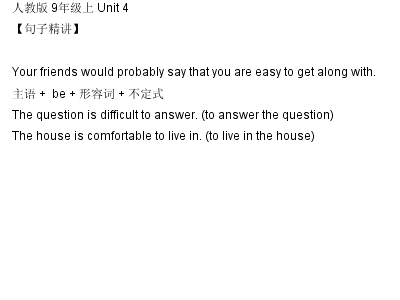 人教版 9年级上 Unit 4
【句子精讲】
Your friends would probably say that you are easy to get along with.
主语 + be + 形容词 + 不定式
The question is difficult to answer. (to answer the question)
The house is comfortable to live in. (to live in the house)